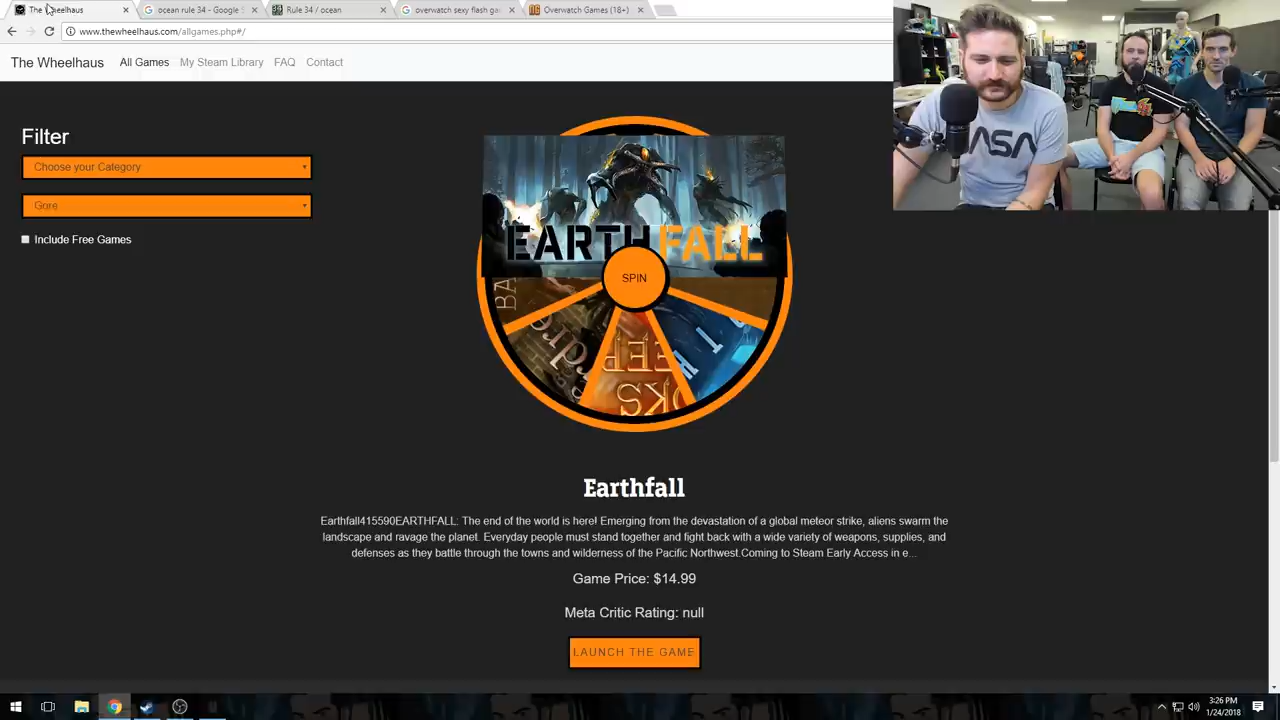 The Wheelhaus
ocean rule 34 - Google S
Rule 34 / ocean
overwatch sexy flash ga
Overwatch Games (18+)
www.thewheelhaus.com/allgames.php#/
The Wheelhaus All Games My Steam Library FAQ Contact
Filter
Choose your Category
Gore
Include Free Games
EARTHFALL
SPIN
Earthfall
Earthfall415590EARTHFALL: The end of the world is here! Emerging from the devastation of a global meteor strike, aliens swarm the
landscape and ravage the planet. Everyday people must stand together and fight back with a wide variety of weapons, supplies, and
defenses as they battle through the towns and wilderness of the Pacific Northwest.Coming to Steam Early Access in e...
Game Price: $14.99
Meta Critic Rating: null
LAUNCH THE GAME
3:26 PM
1/24/2018